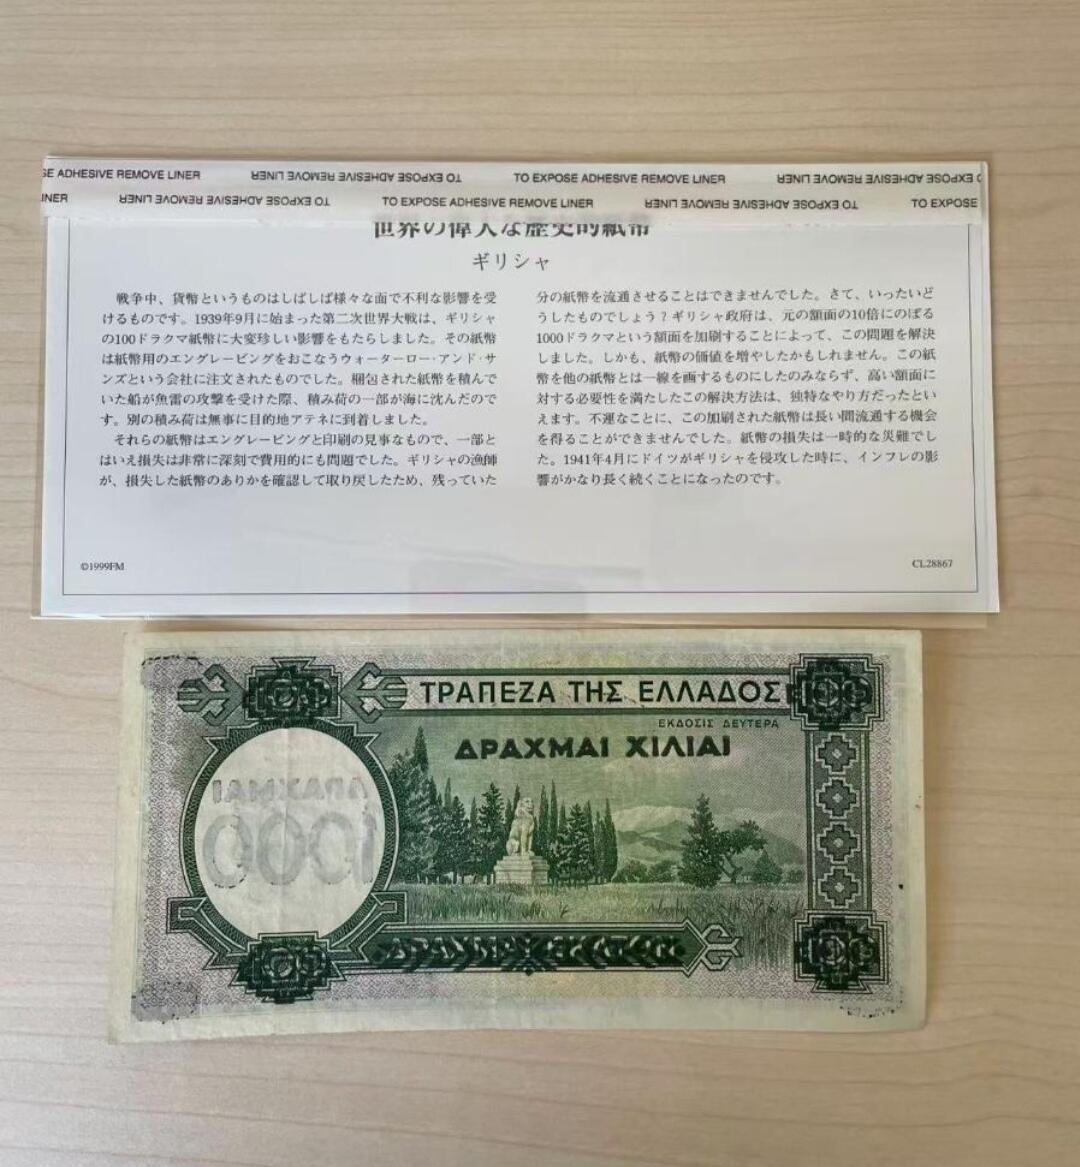 SE ADHESIVE REMOVE LINER TO EXPOSE ADHESIVE REMOVE LINER TO EXPOSE ADHESIVE REMOVE LINER TO EXPOSE ADHESIVE REMOVE LINER
INER TO EXPOSE ADHESIVE REMOVE LINER TO EXPOSE ADHESIVE REMOVE LINER TO EXPOSE ADHESIVE REMOVE LINER TO EXPOSE
世界の偉大な歴史的紙幣
ギリシャ
戦争中、貨幣というものはしばしば様々な面で不利な影響を受
けるものです。1939年9月に始まった第二次世界大戦は、ギリシャ
の100ドラクマ紙幣に大変珍しい影響をもたらしました。その紙幣
は紙幣用のエングレービングをおこなうウォーターロー・アンド・サ
ンズという会社に注文されたものでした。梱包された紙幣を積んで
いた船が魚雷の攻撃を受けた際、積み荷の一部が海に沈んだので
す。別の積み荷は無事に目的地アテネに到着しました。
それらの紙幣はエングレービングと印刷の見事なもので、一部と
はいえ損失は非常に深刻で費用的にも問題でした。ギリシャの漁師
が、損失した紙幣のありかを確認して取り戻したため、残っていた
分の紙幣を流通させることはできませんでした。さて、いったいど
うしたものでしょう？ギリシャ政府は、元の額面の10倍にのぼる
1000ドラクマという額面を加刷することによって、この問題を解決
しました。しかも、紙幣の価値を増やしたかもしれません。この紙
幣を他の紙幣とは一線を画するものにしたのみならず、高い額面に
対する必要性を満たしたこの解決方法は、独特なやり方だったとい
えます。不運なことに、この加刷された紙幣は長い間流通する機会
を得ることができませんでした。紙幣の損失は一時的な災難でし
た。1941年4月にドイツがギリシャを侵攻した時に、インフレの影
響がかなり長く続くことになったのです。
©1999FM
CL28867
ΤΡΑΠΕΖΑ ΤΗΣ ΕΛΛΑΔΟΣ
ΕΚΔΟΣΙΣ ΔΕΥΤΕΡΑ
ΔΡΑΧΜΑΙ ΧΙΛΙΑΙ
ΔΡΑΧΜΑΙ
1000